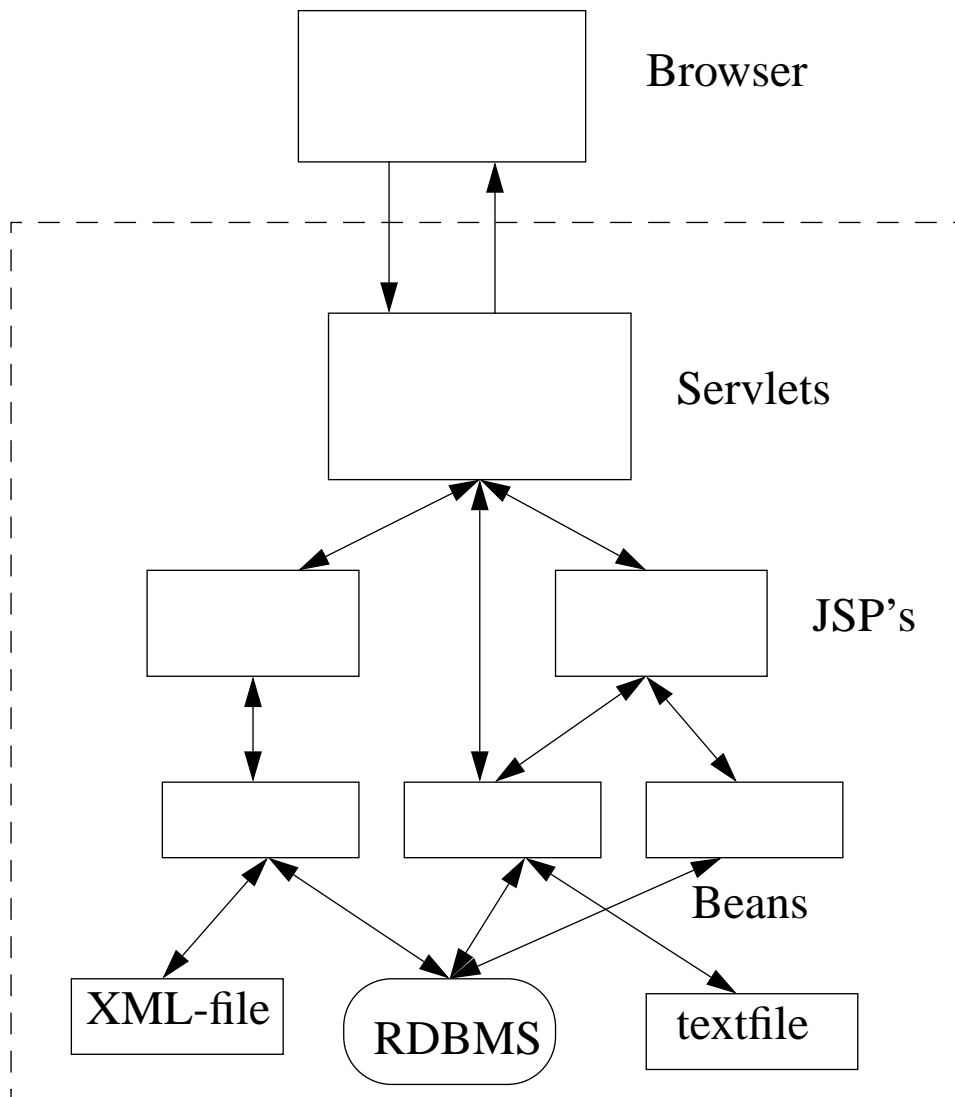 Browser
Servlets
JSP’s
Beans
XML-file
RDBMS
textfile